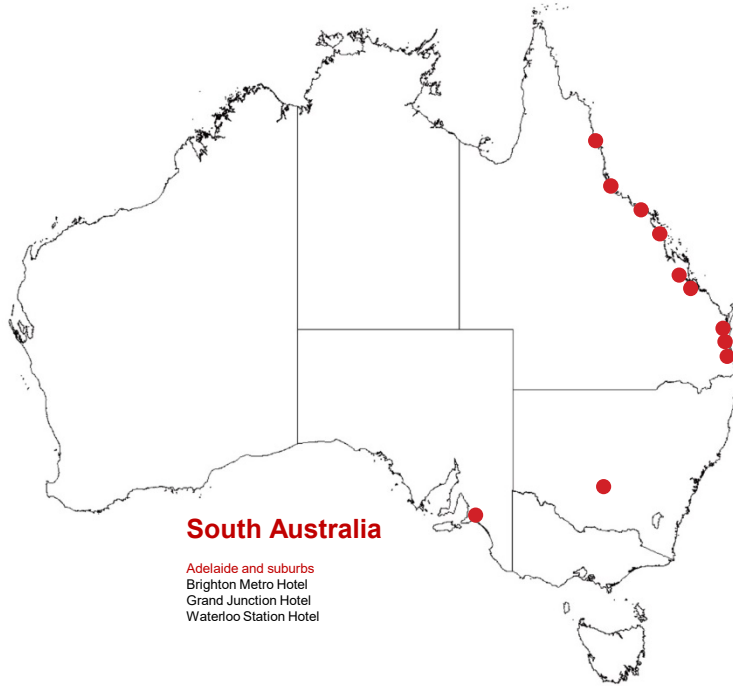 South Australia
Adelaide and suburbs
Brighton Metro Hotel
Grand Junction Hotel
Waterloo Station Hotel